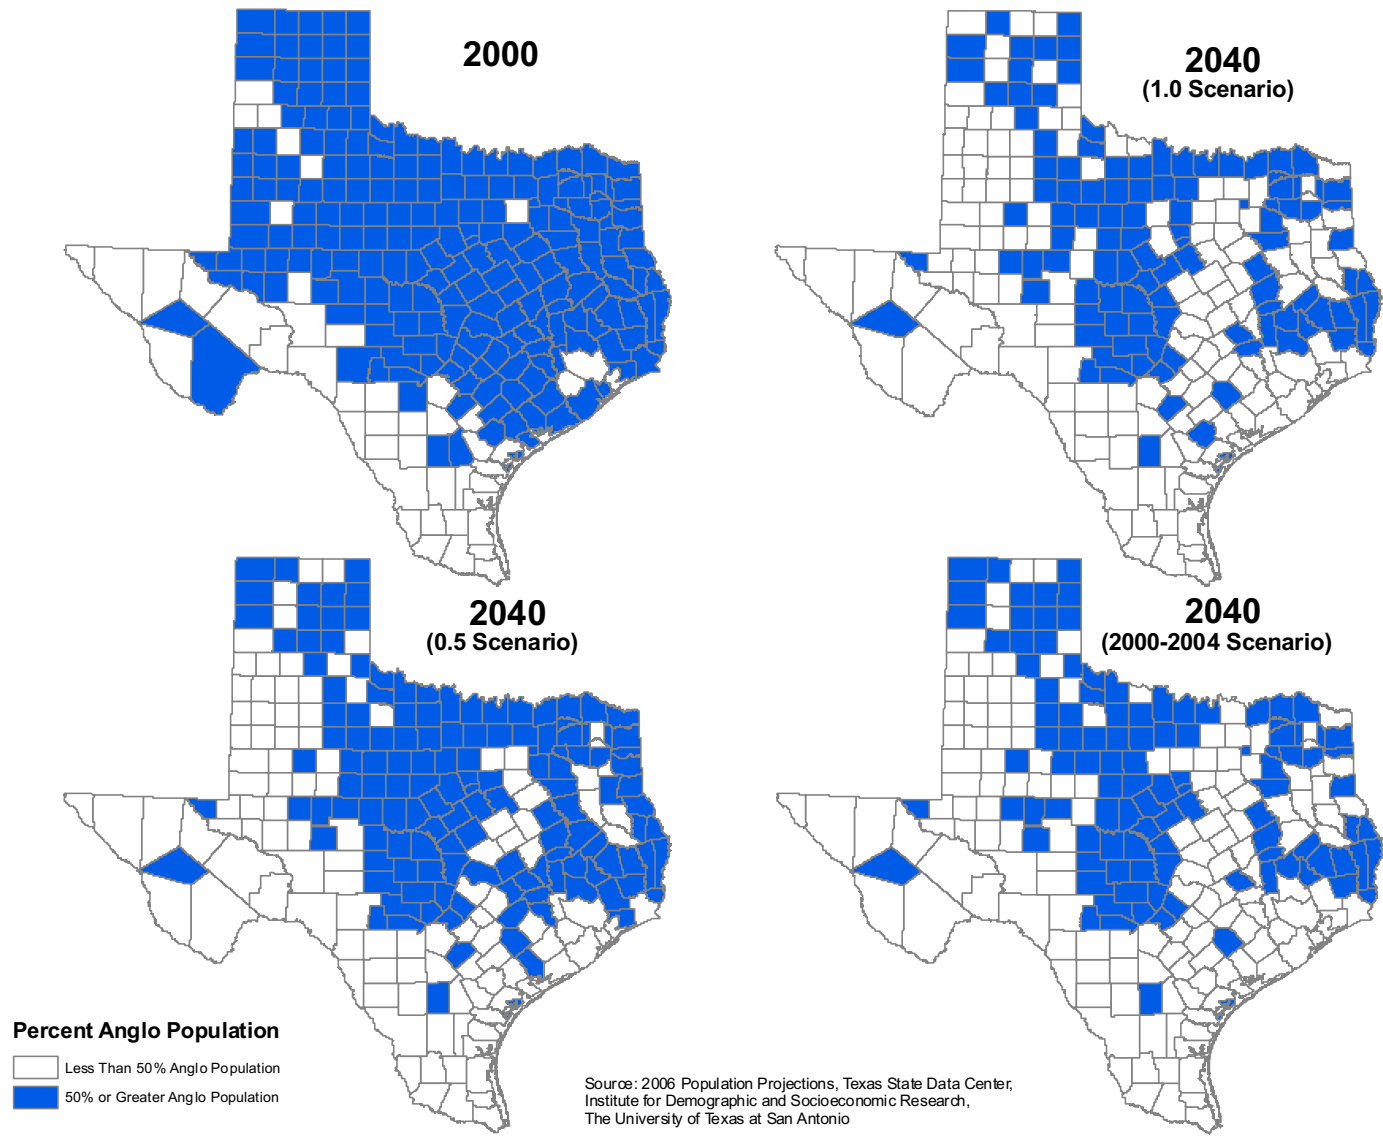 2000
2040
(1.0 Scenario)
2040
(0.5 Scenario)
2040
(2000-2004 Scenario)
Percent Anglo Population
Less Than 50% Anglo Population
50% or Greater Anglo Population
Source: 2006 Population Projections, Texas State Data Center,
Institute for Demographic and Socioeconomic Research,
The University of Texas at San Antonio